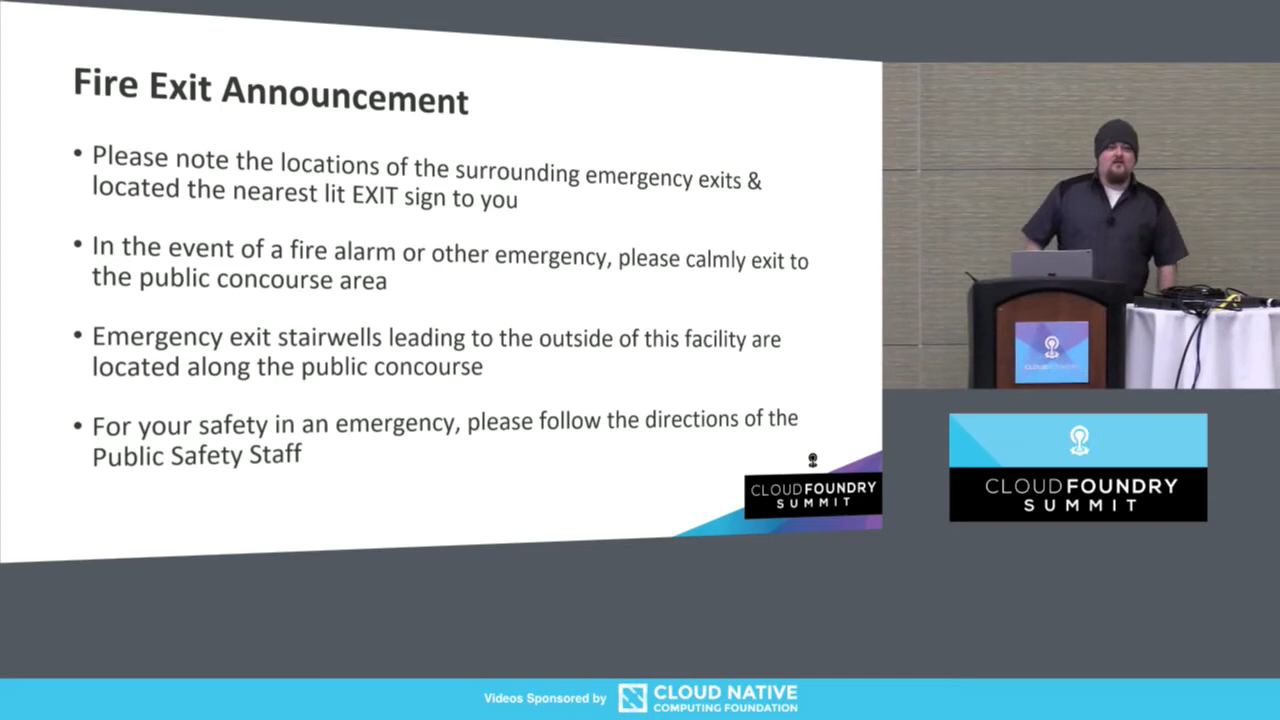 Fire Exit Announcement
• Please note the locations of the surrounding emergency exits &
located the nearest lit EXIT sign to you
• In the event of a fire alarm or other emergency, please calmly exit to
the public concourse area
• Emergency exit stairwells leading to the outside of this facility are
located along the public concourse
• For your safety in an emergency, please follow the directions of the
Public Safety Staff
CLOUDFOUNDRY
SUMMIT
CLOUDFOUNDRY
CLOUDFOUNDRY
SUMMIT
Videos Sponsored by
CLOUD NATIVE
COMPUTING FOUNDATION